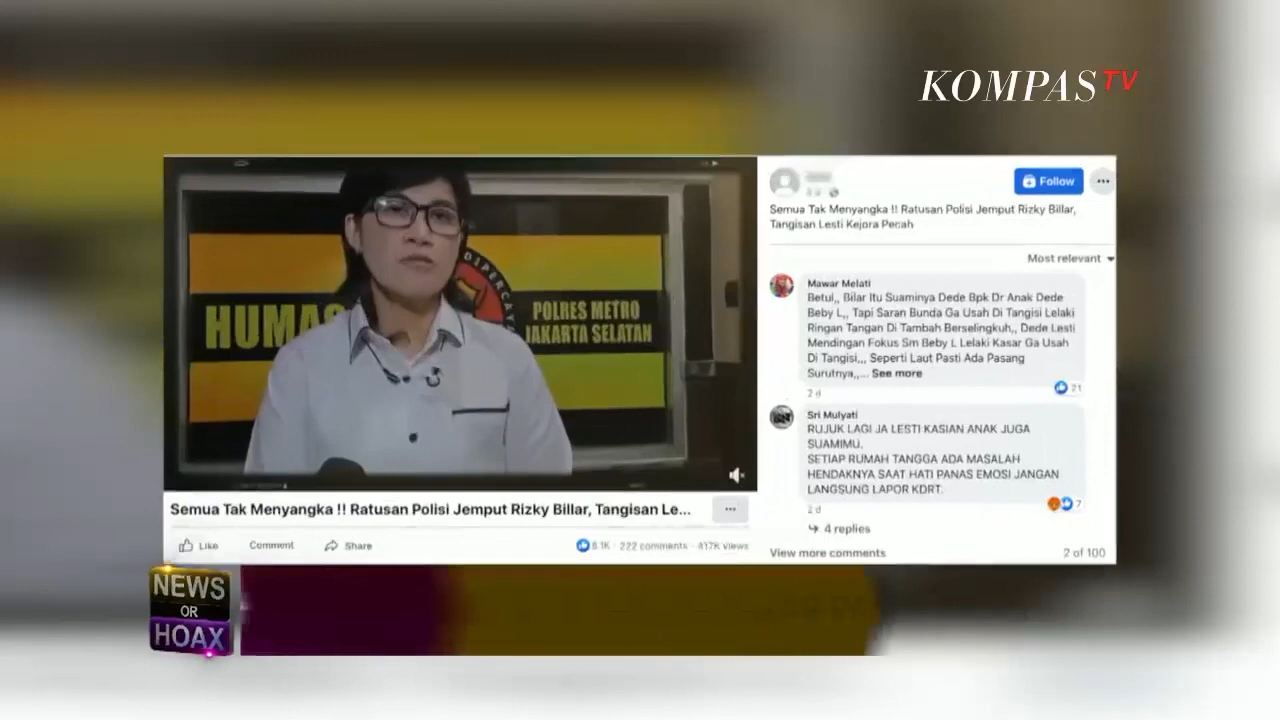 KOMPAS TV
HUMAS
DIPERCAYA
POLRES METRO
JAKARTA SELATAN
Semua Tak Menyangka !! Ratusan Polisi Jemput Rizky Billar, Tangisan Le...
Like Comment Share 222 comments · 417K views
Follow
Semua Tak Menyangka !! Ratusan Polisi Jemput Rizky Billar,
Tangisan Lesti Kejora Pecah
Most relevant
Mawar Melati
Betul,, Bilar Itu Suaminya Dede Bpk Dr Anak Dede
Beby L,, Tapi Saran Bunda Ga Usah Di Tangisi Lelaki
Ringan Tangan Di Tambah Berselingkuh,, Dede Lesti
Mendingan Fokus Sm Beby L Lelaki Kasar Ga Usah
Di Tangisi,,, Seperti Laut Pasti Ada Pasang
Surutnya,,... See more
21
2 d
Sri Mulyati
RUJUK LAGI JA LESTI KASIAN ANAK JUGA
SUAMIMU.
SETIAP RUMAH TANGGA ADA MASALAH
HENDAKNYA SAAT HATI PANAS EMOSI JANGAN
LANGSUNG LAPOR KDRT.
7
2 d
4 replies
View more comments 2 of 100
NEWS
OR
HOAX